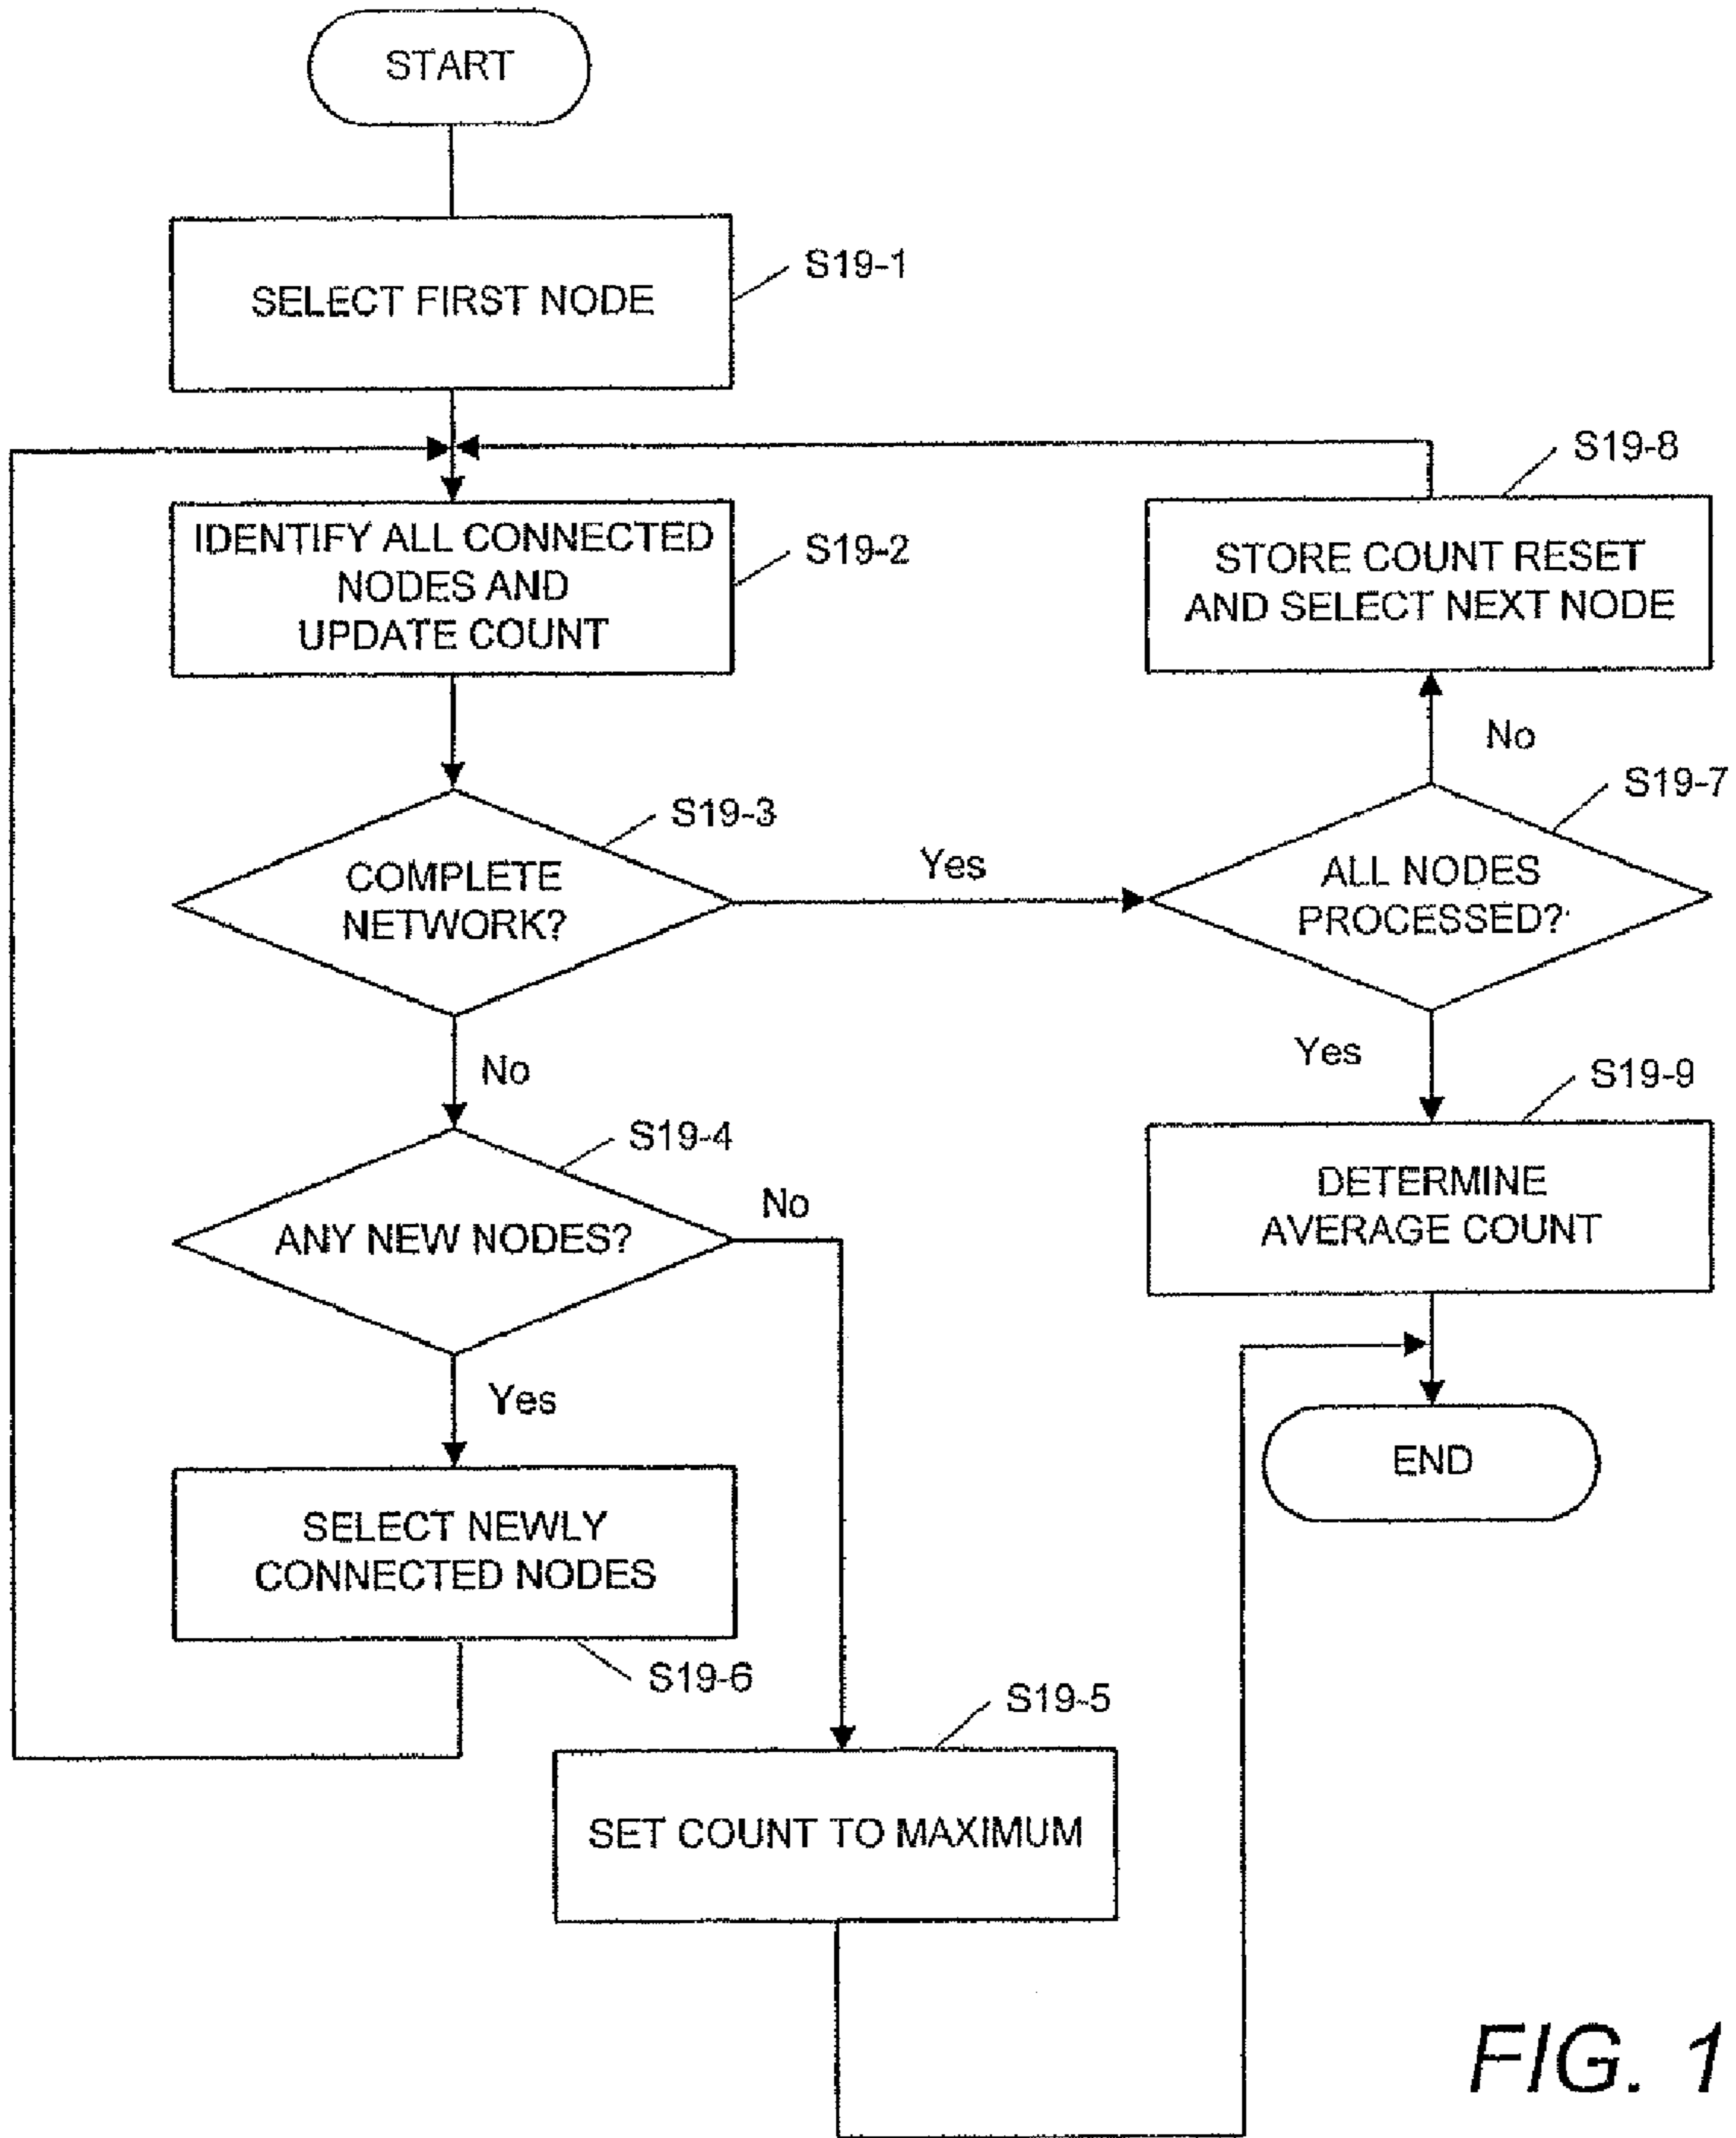 START
SELECT FIRST NODE
S19-1
IDENTIFY ALL CONNECTED
NODES AND
UPDATE COUNT
S19-2
S19-8
STORE COUNT RESET
AND SELECT NEXT NODE
No
S19-3
COMPLETE
NETWORK?
Yes
S19-7
ALL NODES
PROCESSED?
No
Yes
S19-4
ANY NEW NODES?
No
S19-9
DETERMINE
AVERAGE COUNT
Yes
END
SELECT NEWLY
CONNECTED NODES
S19-6
S19-5
SET COUNT TO MAXIMUM
FIG. 1